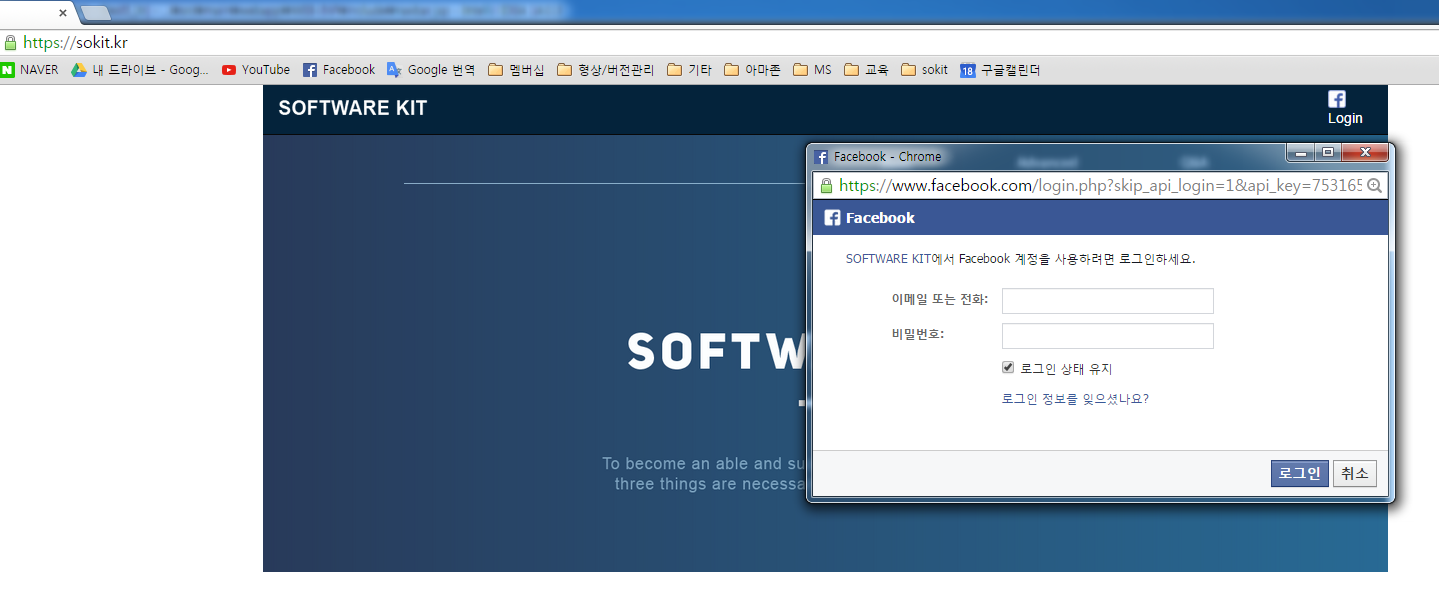 https://sokit.kr
NAVER 내 드라이브 - Goog... YouTube Facebook Google 번역 멤버십 형상/버전관리 기타 아마존 MS 교육 sokit 18 구글캘린더
SOFTWARE KIT
Login
Facebook - Chrome
Advanced Q&A
https://www.facebook.com/login.php?skip_api_login=1&api_key=753165
Facebook
SOFTWARE KIT에서 Facebook 계정을 사용하려면 로그인하세요.
이메일 또는 전화:
비밀번호:
로그인 상태 유지
로그인 정보를 잊으셨나요?
로그인 취소
SOFTW
To become an able and su
three things are necessa